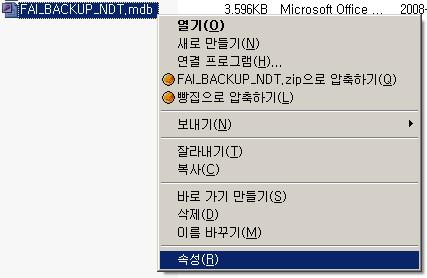 FAI_BACKUP_NDT.mdb 3,596KB Microsoft Office ... 2008-
열기(O)
새로 만들기(N)
연결 프로그램(H)...
FAI_BACKUP_NDT.zip으로 압축하기(Q)
빵집으로 압축하기(L)
보내기(N)
잘라내기(T)
복사(C)
바로 가기 만들기(S)
삭제(D)
이름 바꾸기(M)
속성(R)